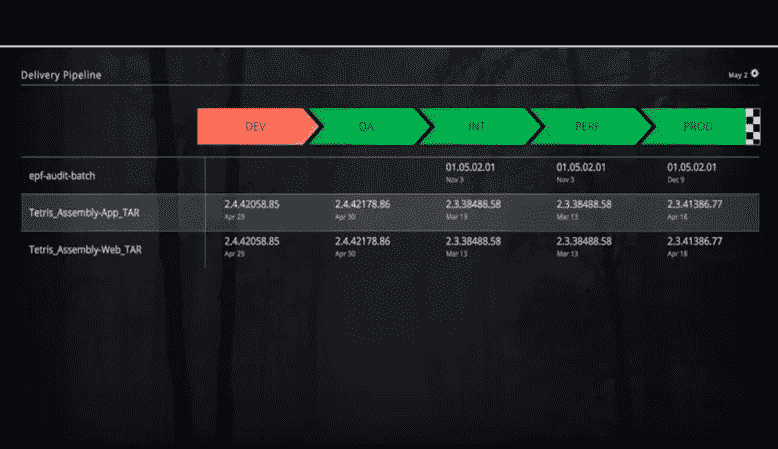 Delivery Pipeline
May 2
DEV QA INT PERF PROD
epf-audit-batch 01.05.02.01 01.05.02.01 01.05.02.01
Nov 3 Nov 3 Dec 9
Tetris_Assembly-App_TAR 2.4.42058.85 2.4.42178.86 2.3.38488.58 2.3.38488.58 2.3.41386.77
Apr 29 Apr 30 Mar 13 Mar 13 Apr 18
Tetris_Assembly-Web_TAR 2.4.42058.85 2.4.42178.86 2.3.38488.58 2.3.38488.58 2.3.41386.77
Apr 29 Apr 30 Mar 13 Mar 13 Apr 18